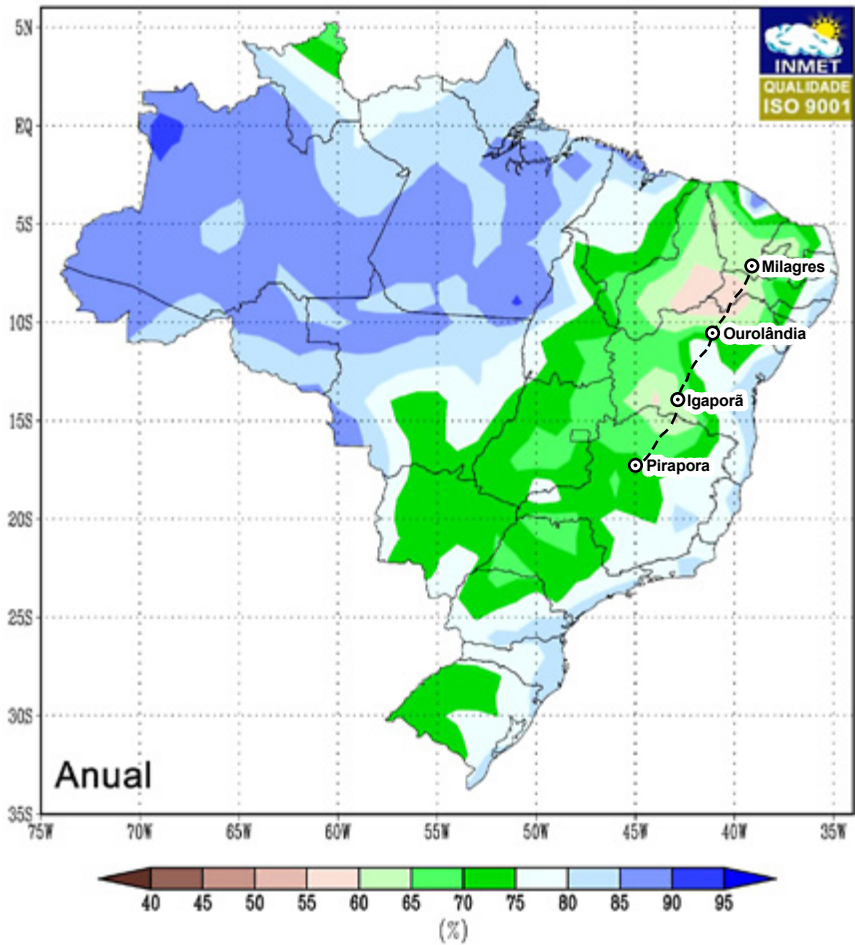 5N
INMET
QUALIDADE
ISO 9001
EQ
5S
Milagres
10S
Ourolândia
Igaporã
15S
Pirapora
20S
25S
30S
Anual
35S
75W 70W 65W 60W 55W 50W 45W 40W 35W
40 45 50 55 60 65 70 75 80 85 90 95
(%)